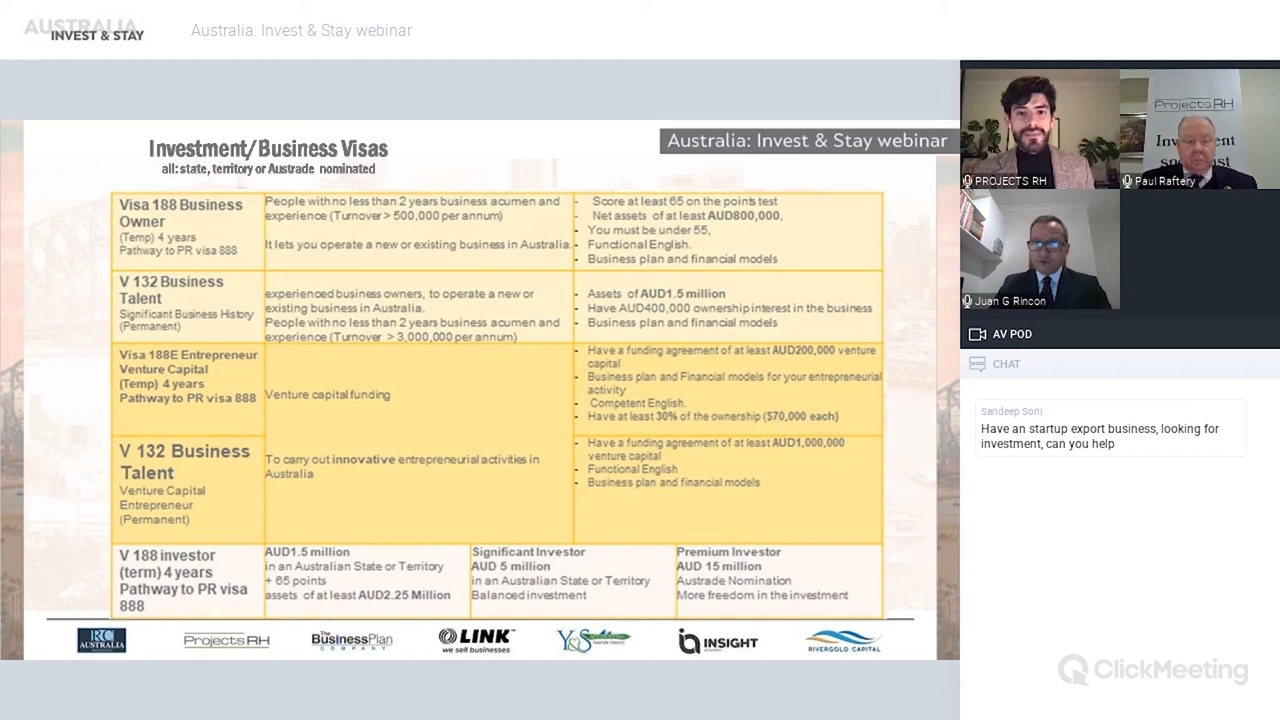 AUSTRALIA
INVEST & STAY
Australia: Invest & Stay webinar
Investment/Business Visas
all: state, territory or Austrade nominated
Australia: Invest & Stay webinar
Visa 188 Business
Owner
(Temp) 4 years
Pathway to PR visa 888
People with no less than 2 years business acumen and
experience (Turnover > 500,000 per annum)
It lets you operate a new or existing business in Australia.
- Score at least 65 on the points test
- Net assets of at least AUD800,000,
- You must be under 55,
- Functional English.
- Business plan and financial models
V 132 Business
Talent
Significant Business History
(Permanent)
experienced business owners, to operate a new or
existing business in Australia.
People with no less than 2 years business acumen and
experience (Turnover > 3,000,000 per annum)
- Assets of AUD1.5 million
- Have AUD400,000 ownership interest in the business
- Business plan and financial models
Visa 188E Entrepreneur
Venture Capital
(Temp) 4 years
Pathway to PR visa 888
Venture capital funding
- Have a funding agreement of at least AUD200,000 venture
capital
- Business plan and Financial models for your entrepreneurial
activity
- Competent English.
- Have at least 30% of the ownership ($70,000 each)
V 132 Business
Talent
Venture Capital
Entrepreneur
(Permanent)
To carry out innovative entrepreneurial activities in
Australia
- Have a funding agreement of at least AUD1,000,000
venture capital
- Functional English
- Business plan and financial models
V 188 investor
(term) 4 years
Pathway to PR visa
888
AUD1.5 million
in an Australian State or Territory
+ 65 points
assets of at least AUD2.25 Million
Significant Investor
AUD 5 million
in an Australian State or Territory
Balanced investment
Premium Investor
AUD 15 million
Austrade Nomination
More freedom in the investment
RC
AUSTRALIA
ProjectsRH
The
BusinessPlan
COMPANY
LINK
we sell businesses
Y&S
INSIGHT
RIVERGOLD CAPITAL
ProjectsRH
PROJECTS RH
Paul Raftery
Juan G Rincon
AV POD
CHAT
Sandeep Soni
Have an startup export business, looking for
investment, can you help
ClickMeeting